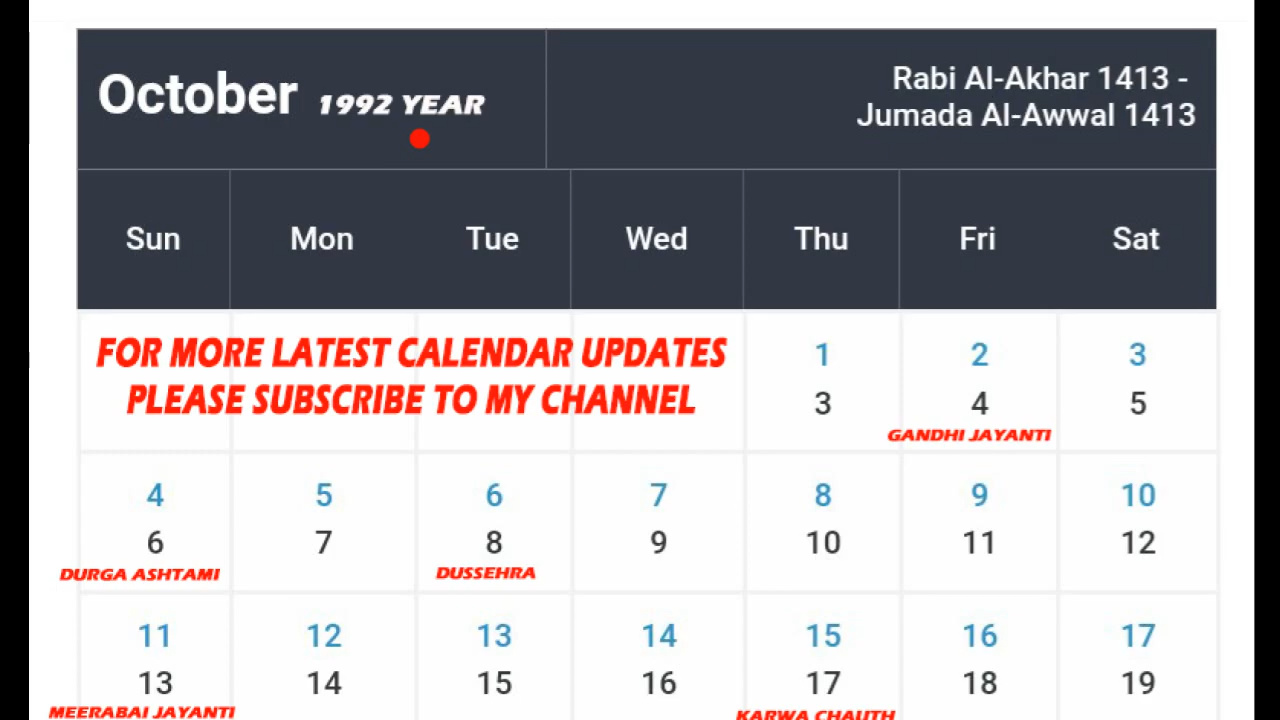 October 1992 YEAR
Rabi Al-Akhar 1413 -
Jumada Al-Awwal 1413
Sun Mon Tue Wed Thu Fri Sat
FOR MORE LATEST CALENDAR UPDATES
PLEASE SUBSCRIBE TO MY CHANNEL
1 2 3
3 4 5
GANDHI JAYANTI
4 5 6 7 8 9 10
6 7 8 9 10 11 12
DURGA ASHTAMI DUSSEHRA
11 12 13 14 15 16 17
13 14 15 16 17 18 19
MEERABAI JAYANTI KARWA CHAUTH